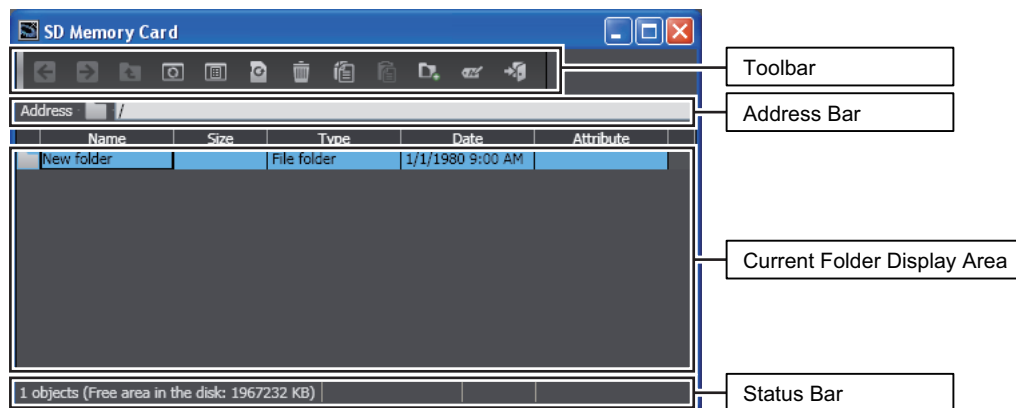 SD Memory Card
Toolbar
Address /
Address Bar
Name Size Type Date Attribute
New folder File folder 1/1/1980 9:00 AM
Current Folder Display Area
1 objects (Free area in the disk: 1967232 KB)
Status Bar